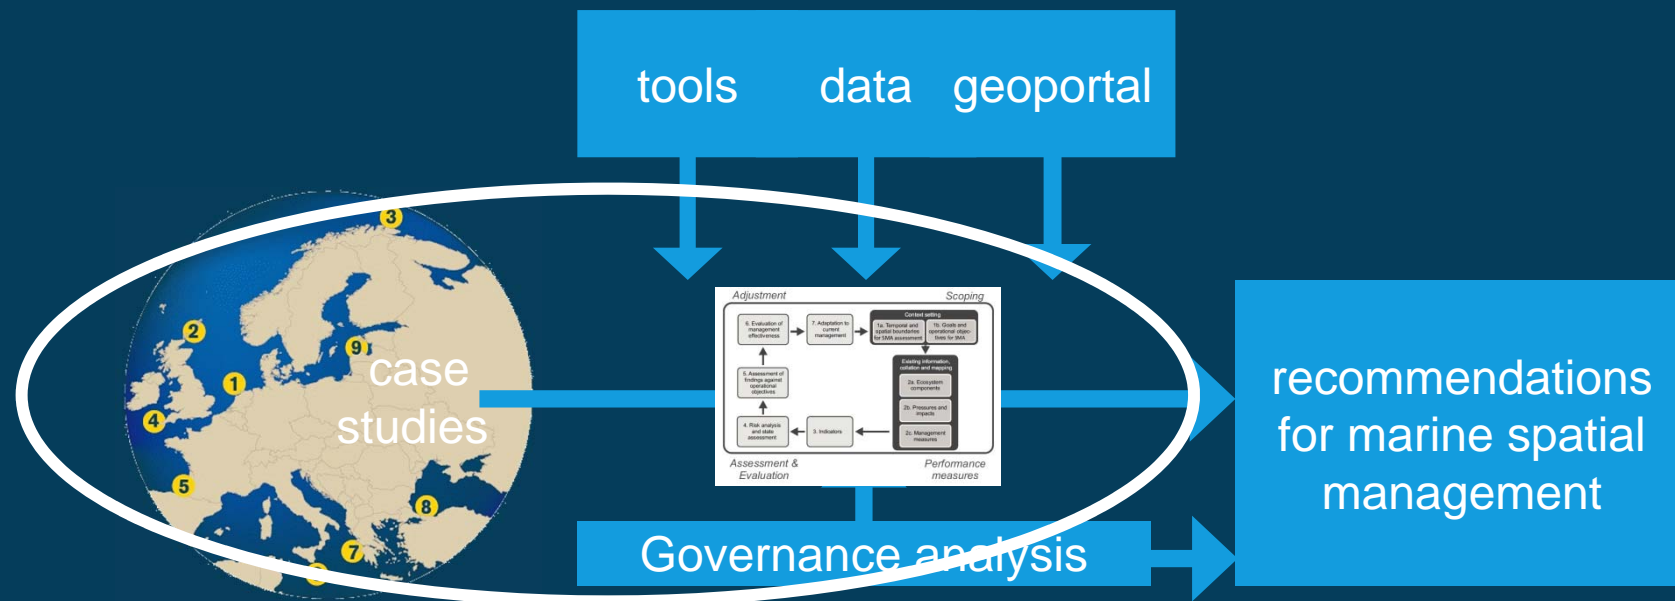 tools data geoportal
3
2
9
1
4
5
8
7
case
studies
Adjustment Scoping
6. Evaluation of
management
effectiveness
7. Adaptation to
current
management
Context setting
1a. Temporal and
spatial boundaries
for SMA assessment
1b. Goals and
operational objec-
tives for SMA
Existing information,
collation and mapping
2a. Ecosystem
components
2b. Pressures and
impacts
2c. Management
measures
5. Assessment of
findings against
operational
objectives
4. Risk analysis
and state
assessment
3. Indicators
Assessment &
Evaluation
Performance
measures
recommendations
for marine spatial
management
Governance analysis